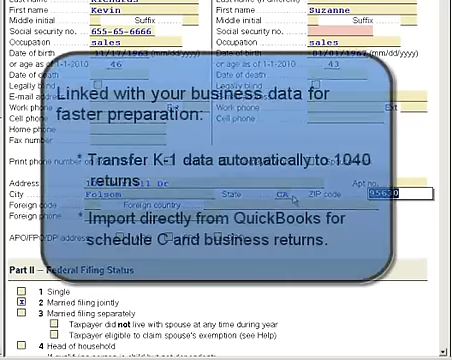 First name Kevin First name Suzanne
Middle initial Suffix Middle initial Suffix
Social security no. 655-65-6666 Social security no.
Occupation sales Occupation sales
Date of birth 11/17/1963 (mm/dd/yyyy) Date of birth 01/01/1967 (mm/dd/yyyy)
or age as of 1-1-2010 46 or age as of 1-1-2010 43
Date of death Date of death
Legally blind Legally blind
Linked with your business data for
E-mail address
Work phone Ext Work phone Ext
faster preparation:
Cell phone Cell phone
Home phone
Fax number
Print phone number
* Transfer K-1 data automatically to 1040
returns
Address Dr Apt no.
City Folsom State CA ZIP code 95630
Foreign code Foreign country
Foreign phone
* Import directly from QuickBooks for
APO/FPO/DPO address
schedule C and business returns.
Part II – Federal Filing Status
1 Single
x 2 Married filing jointly
3 Married filing separately
Taxpayer did not live with spouse at any time during year
Taxpayer eligible to claim spouse's exemption (see Help)
4 Head of household